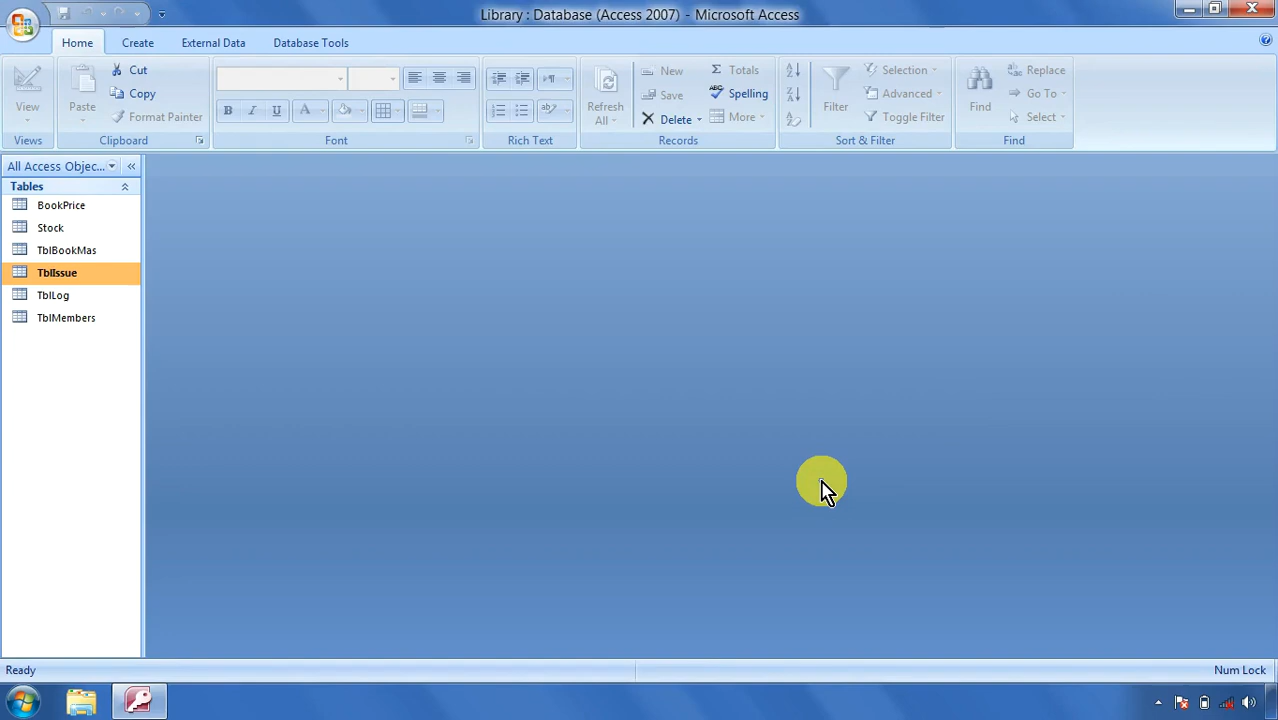 Library : Database (Access 2007) - Microsoft Access
Home Create External Data Database Tools
View
Views
Paste
Cut
Copy
Format Painter
Clipboard
B I U A
Font
Rich Text
Refresh All
New
Save
Delete
Totals
ABC Spelling
More
Records
Filter
Selection
Advanced
Toggle Filter
Sort & Filter
Find
Replace
Go To
Select
Find
All Access Objec...
Tables
BookPrice
Stock
TblBookMas
TblIssue
TblLog
TblMembers
Ready
Num Lock